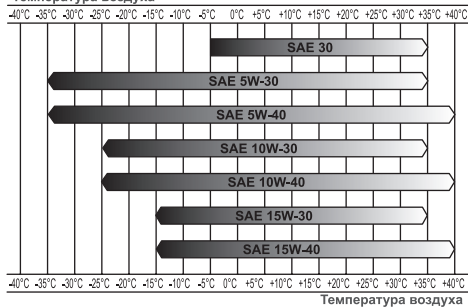 Температура воздуха
-40°C -35°C -25°C -25°C -20°C -15°C -10°C -5°C 0°C +5°C +10°C +15°C +20°C +25°C +30°C +35°C +40°C
SAE 30
SAE 5W-30
SAE 5W-40
SAE 10W-30
SAE 10W-40
SAE 15W-30
SAE 15W-40
-40°C -35°C -25°C -25°C -20°C -15°C -10°C -5°C 0°C +5°C +10°C +15°C +20°C +25°C +30°C +35°C +40°C
Температура воздуха